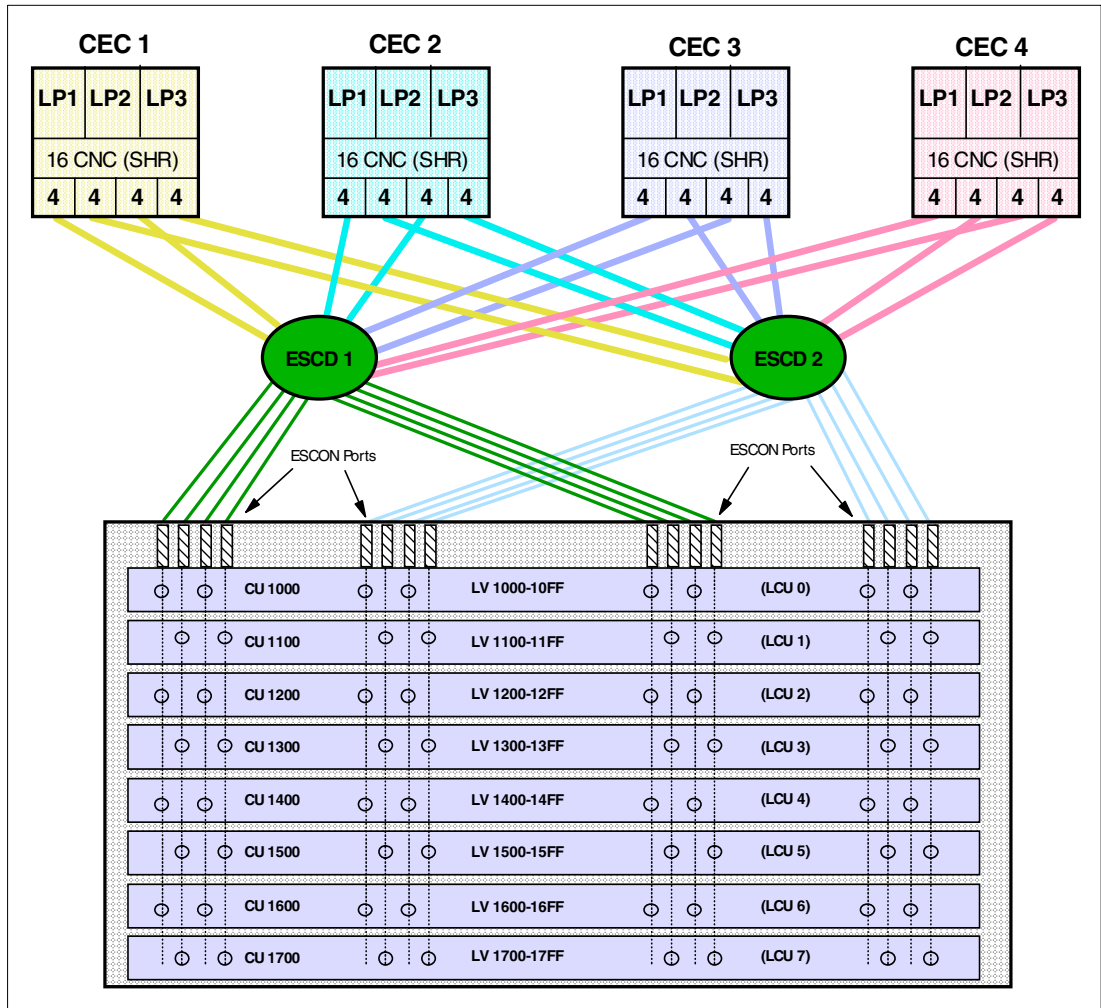 CEC 1 CEC 2 CEC 3 CEC 4
LP1 LP2 LP3 LP1 LP2 LP3 LP1 LP2 LP3 LP1 LP2 LP3
16 CNC (SHR) 16 CNC (SHR) 16 CNC (SHR) 16 CNC (SHR)
4 4 4 4 4 4 4 4 4 4 4 4 4 4 4 4
ESCD 1 ESCD 2
ESCON Ports ESCON Ports
CU 1000 LV 1000-10FF (LCU 0)
CU 1100 LV 1100-11FF (LCU 1)
CU 1200 LV 1200-12FF (LCU 2)
CU 1300 LV 1300-13FF (LCU 3)
CU 1400 LV 1400-14FF (LCU 4)
CU 1500 LV 1500-15FF (LCU 5)
CU 1600 LV 1600-16FF (LCU 6)
CU 1700 LV 1700-17FF (LCU 7)